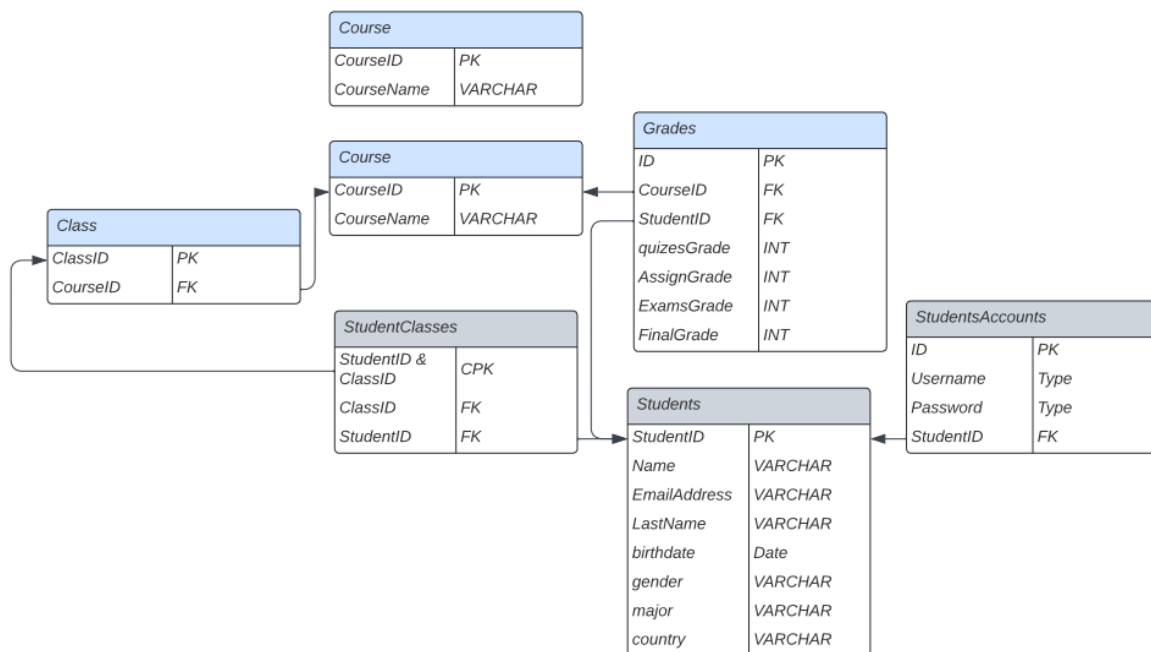 Course
CourseID PK
CourseName VARCHAR
Course
CourseID PK
CourseName VARCHAR
Grades
ID PK
CourseID FK
StudentID FK
quizesGrade INT
AssignGrade INT
ExamsGrade INT
FinalGrade INT
Class
ClassID PK
CourseID FK
StudentClasses
StudentID &
ClassID CPK
ClassID FK
StudentID FK
StudentsAccounts
ID PK
Username Type
Password Type
StudentID FK
Students
StudentID PK
Name VARCHAR
EmailAddress VARCHAR
LastName VARCHAR
birthdate Date
gender VARCHAR
major VARCHAR
country VARCHAR